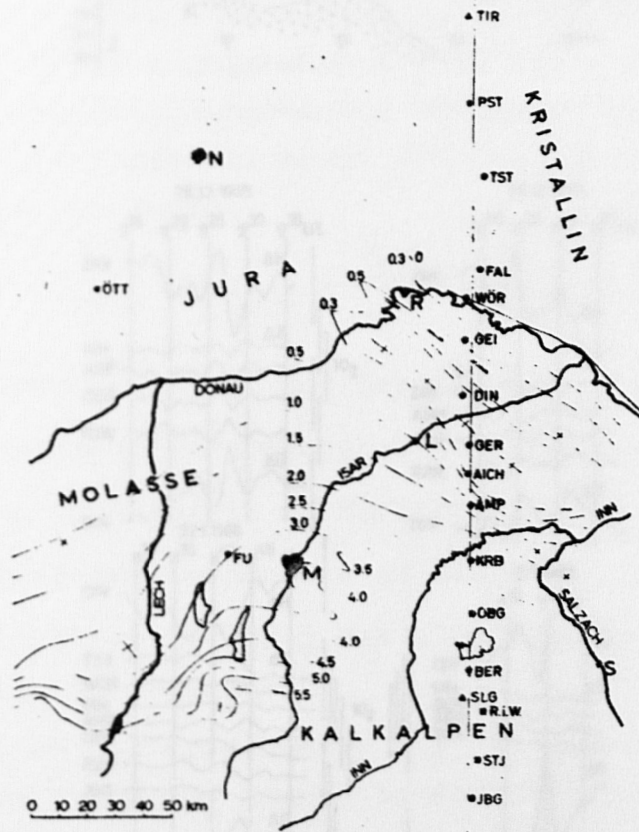 TIR
PST
KRISTALLIN
N
TST
JURA
0.3
0
FAL
ÖTT
0.5
R
WÖR
0.3
GEI
0.5
DONAU
DIN
1.0
1.5
L
GER
ISAR
AICH
MOLASSE
2.0
2.5
AMP
3.0
INN
FU
M
3.5
KRB
LECH
4.0
SALZACH
OBG
4.0
4.5
5.0
BER
S
5.5
SLG
R.i.W.
KALKALPEN
INN
STJ
JBG
0 10 20 30 40 50 km